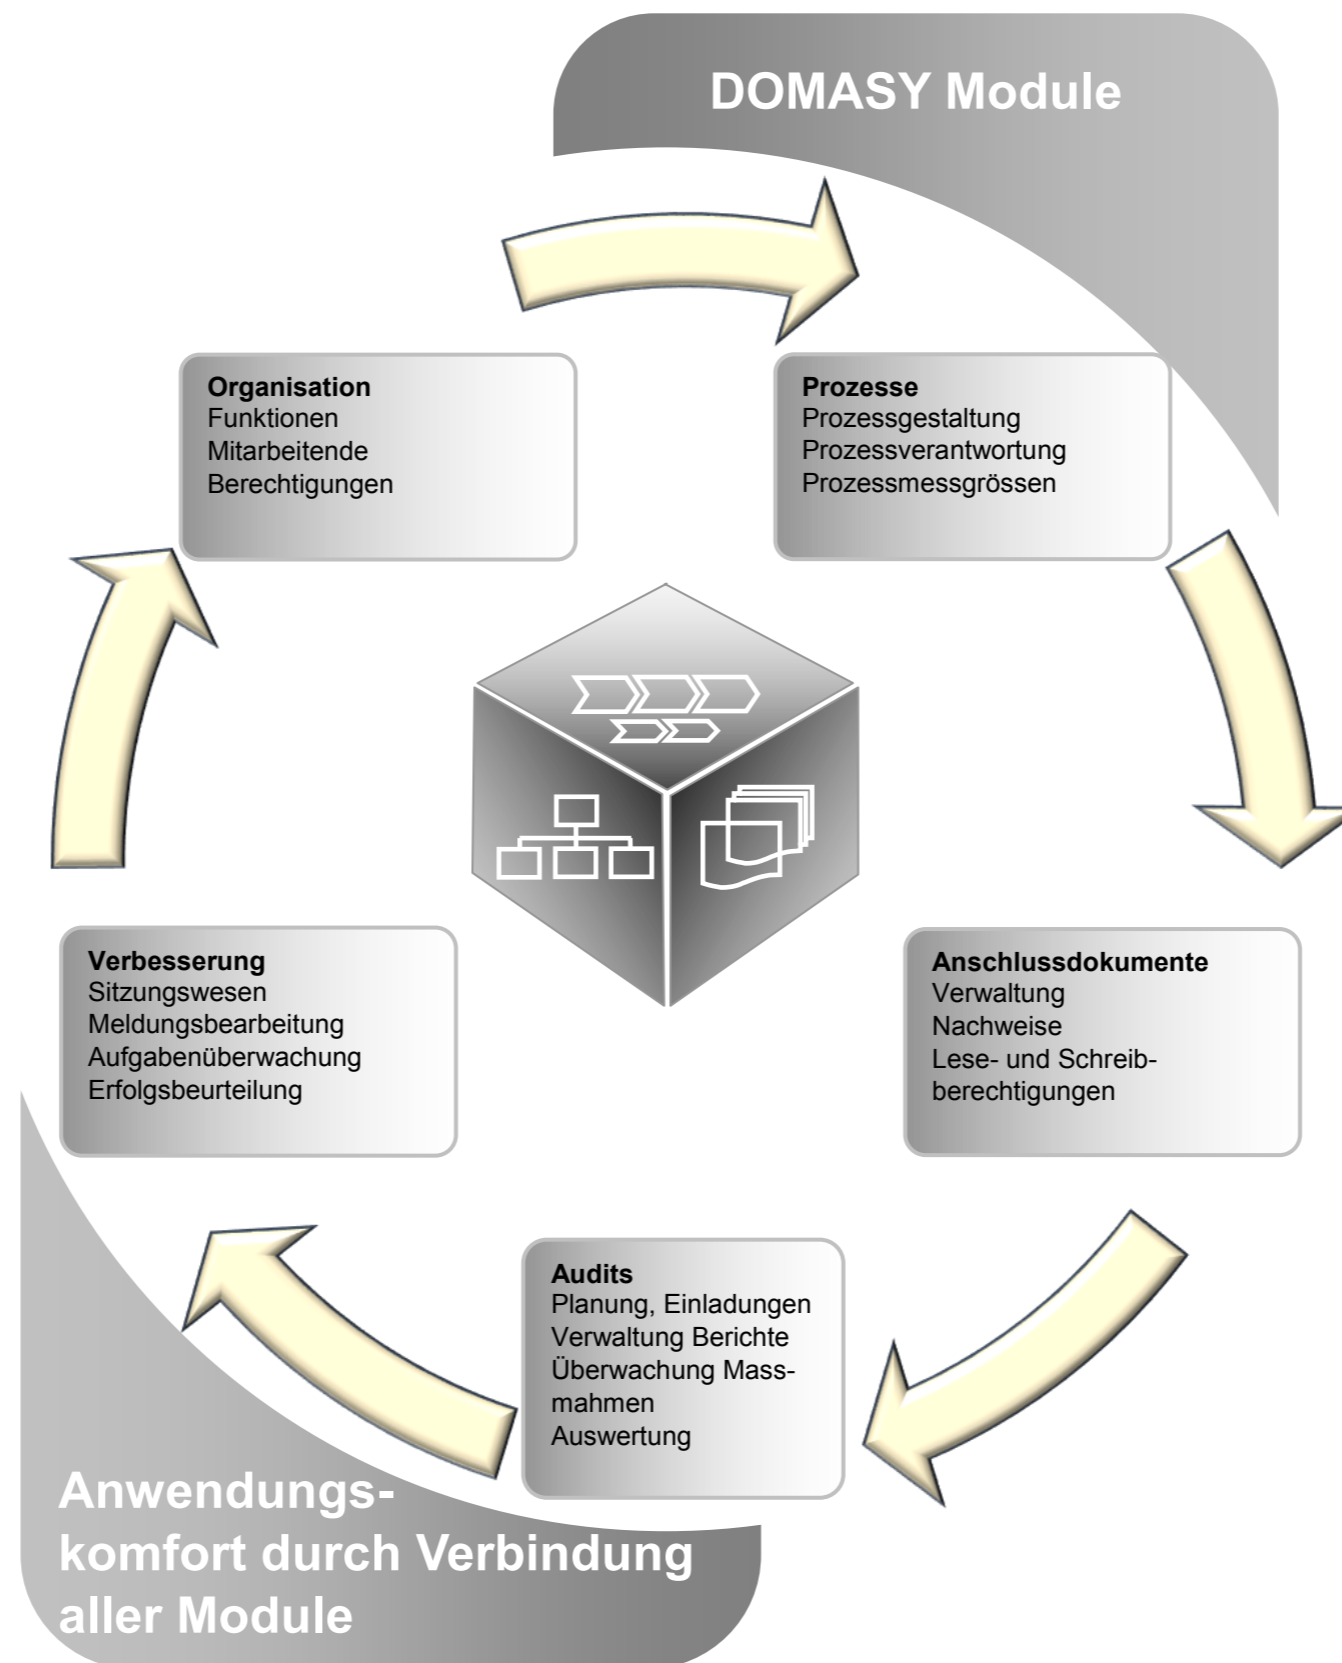 DOMASY Module
Organisation
Funktionen
Mitarbeitende
Berechtigungen
Prozesse
Prozessgestaltung
Prozessverantwortung
Prozessmessgrössen
Verbesserung
Sitzungswesen
Meldungsbearbeitung
Aufgabenüberwachung
Erfolgsbeurteilung
Anschlussdokumente
Verwaltung
Nachweise
Lese- und Schreib-
berechtigungen
Audits
Planung, Einladungen
Verwaltung Berichte
Überwachung Mass-
mahmen
Auswertung
Anwendungs-
komfort durch Verbindung
aller Module